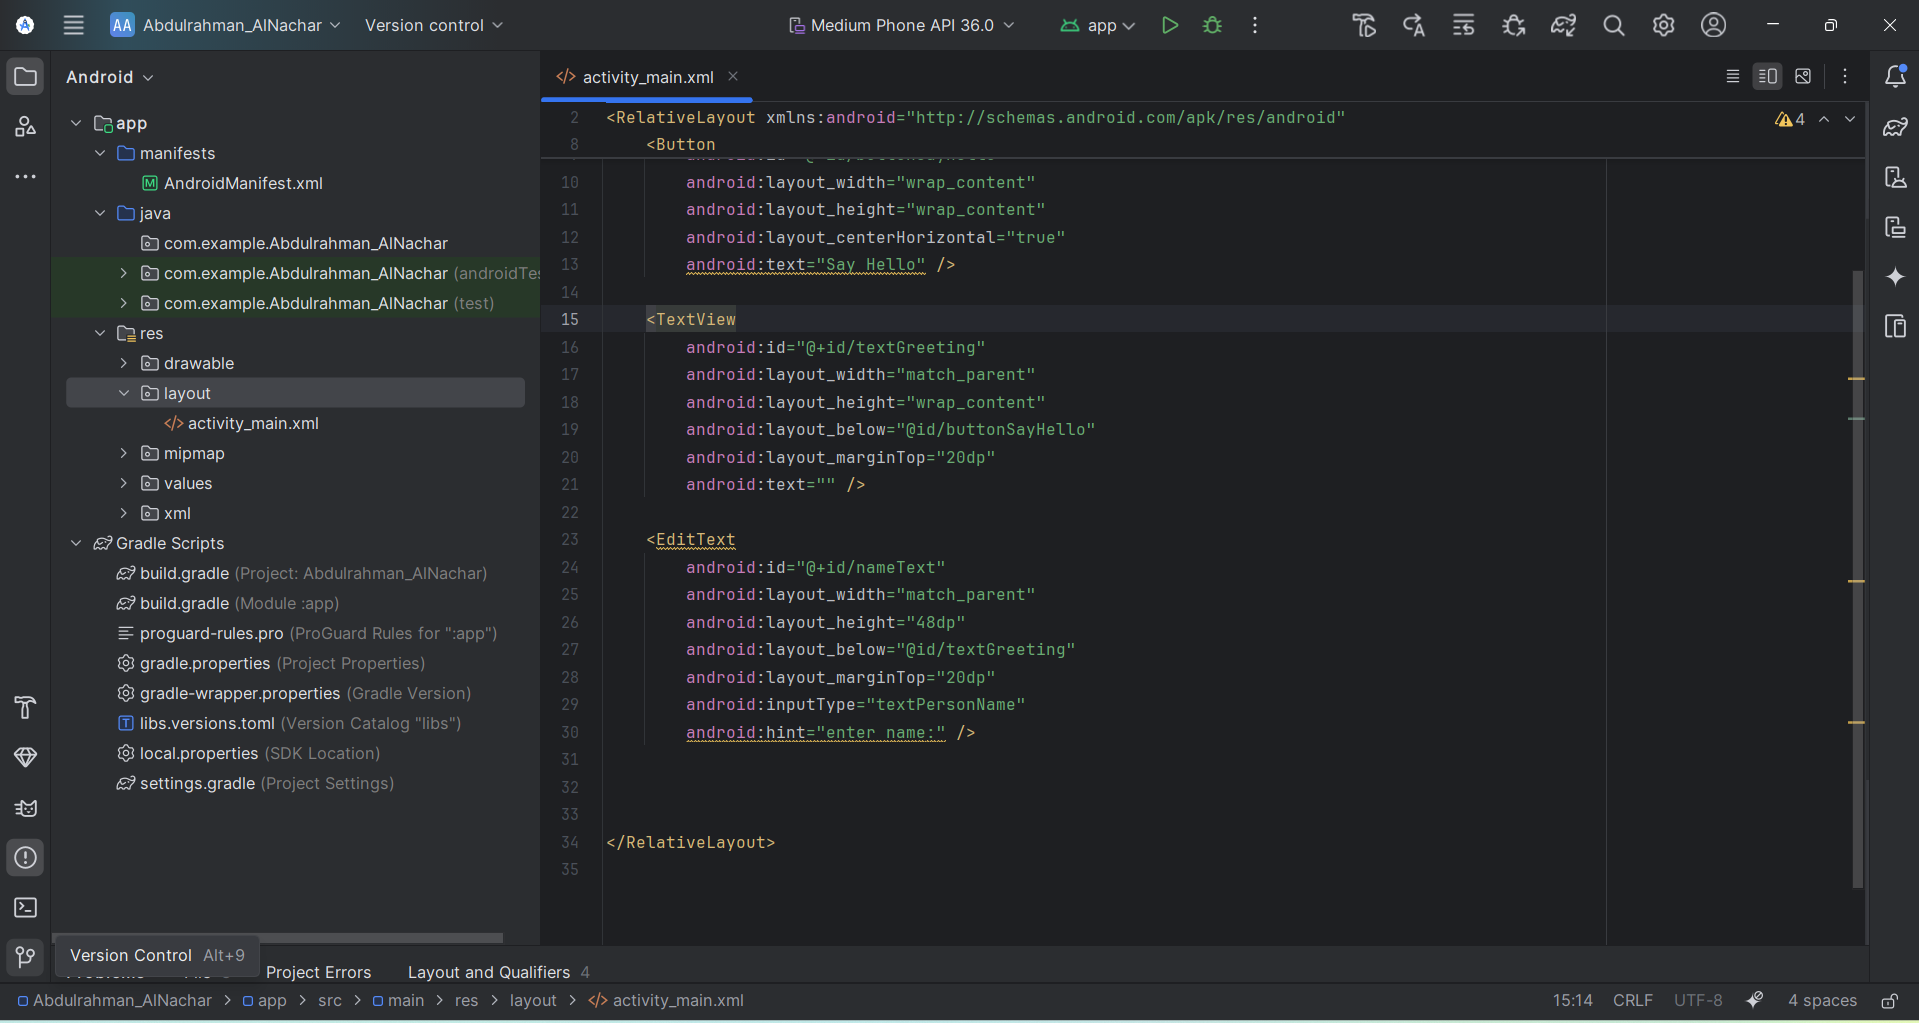 AA Abdulrahman_AlNachar Version control Medium Phone API 36.0 app
Android
activity_main.xml
app
manifests
AndroidManifest.xml
java
com.example.Abdulrahman_AlNachar
com.example.Abdulrahman_AlNachar (androidTes
com.example.Abdulrahman_AlNachar (test)
res
drawable
layout
activity_main.xml
mipmap
values
xml
Gradle Scripts
build.gradle (Project: Abdulrahman_AlNachar)
build.gradle (Module :app)
proguard-rules.pro (ProGuard Rules for ":app")
gradle.properties (Project Properties)
gradle-wrapper.properties (Gradle Version)
libs.versions.toml (Version Catalog "libs")
local.properties (SDK Location)
settings.gradle (Project Settings)
2 <RelativeLayout xmlns:android="http://schemas.android.com/apk/res/android"
4
8 <Button
10 android:layout_width="wrap_content"
11 android:layout_height="wrap_content"
12 android:layout_centerHorizontal="true"
13 android:text="Say Hello" />
14
15 <TextView
16 android:id="@+id/textGreeting"
17 android:layout_width="match_parent"
18 android:layout_height="wrap_content"
19 android:layout_below="@id/buttonSayHello"
20 android:layout_marginTop="20dp"
21 android:text="" />
22
23 <EditText
24 android:id="@+id/nameText"
25 android:layout_width="match_parent"
26 android:layout_height="48dp"
27 android:layout_below="@id/textGreeting"
28 android:layout_marginTop="20dp"
29 android:inputType="textPersonName"
30 android:hint="enter name:" />
31
32
33
34 </RelativeLayout>
35
Version Control Alt+9
Project Errors Layout and Qualifiers 4
Abdulrahman_AlNachar > app > src > main > res > layout > activity_main.xml
15:14 CRLF UTF-8 4 spaces